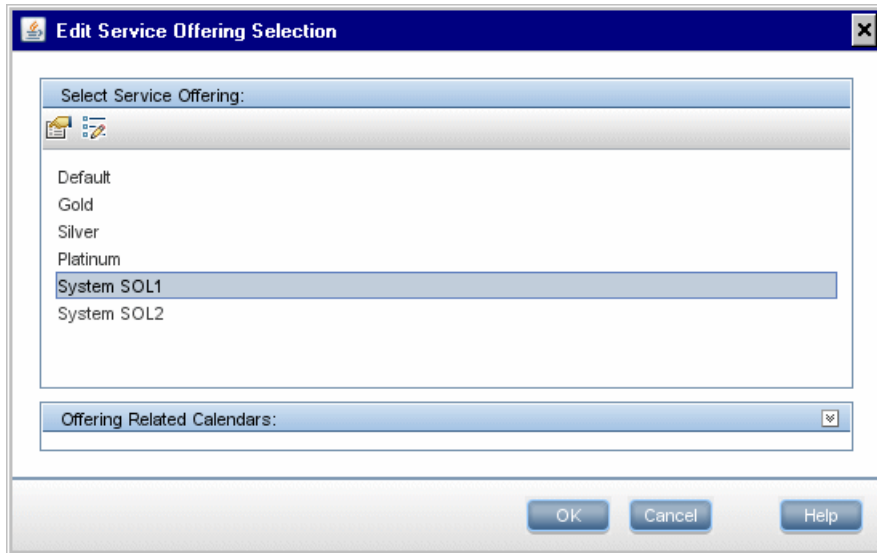 Edit Service Offering Selection
Select Service Offering:
Default
Gold
Silver
Platinum
System SOL1
System SOL2
Offering Related Calendars:
OK Cancel Help